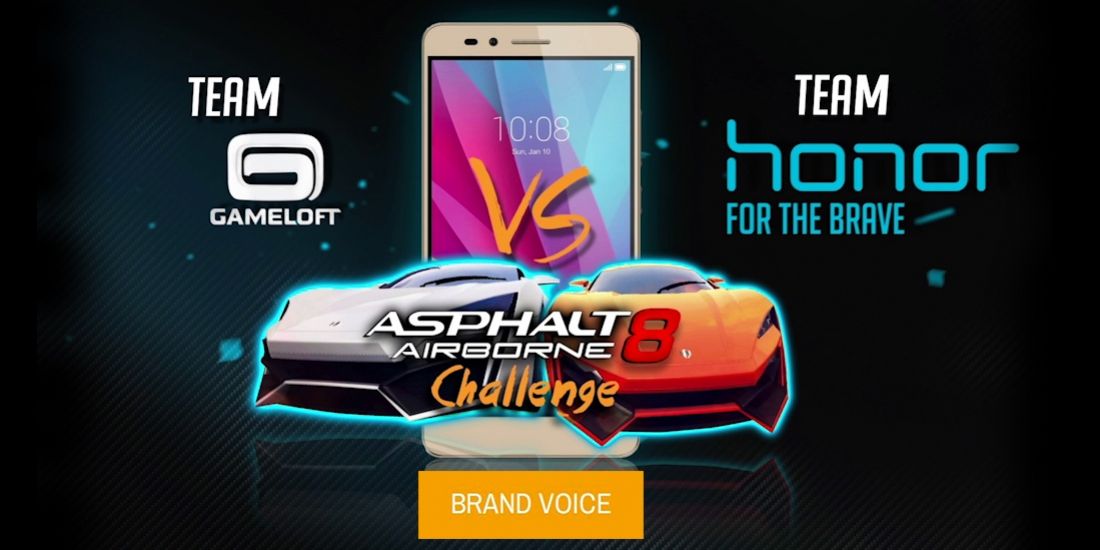 TEAM
GAMELOFT
10:08
Sun, Jan 10
VS
TEAM
honor
FOR THE BRAVE
ASPHALT 8
AIRBORNE
Challenge
BRAND VOICE